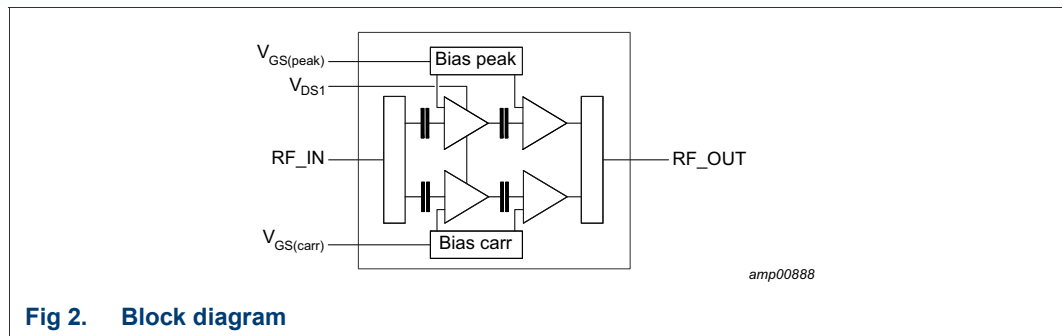 V_GS(peak)
Bias peak
V_DS1
RF_IN
RF_OUT
V_GS(carr)
Bias carr
amp00888
Fig 2. Block diagram